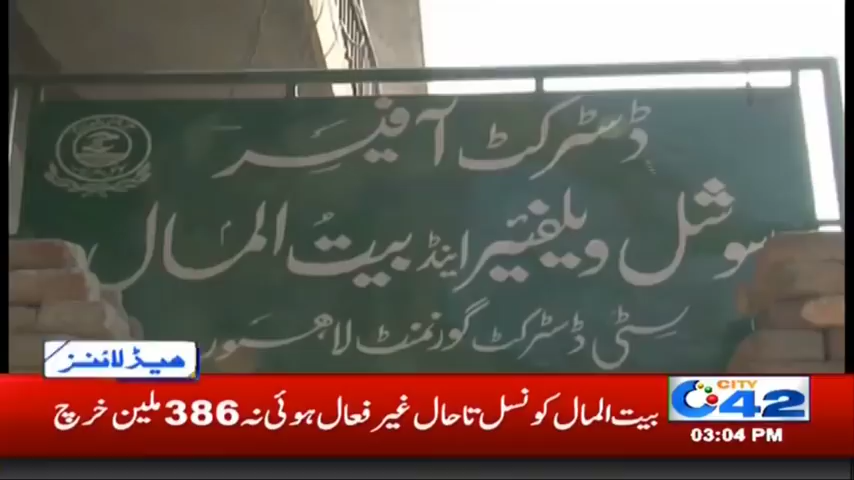 ڈسٹرکٹ آفیسر
سوشل ویلفیئر اینڈ بیت المال
سٹی ڈسٹرکٹ گورنمنٹ لاہور
ھیڈ لائنز
بیت المال کونسل تاحال غیر فعال ہوئی نہ 386 ملین خرچ
CITY
42
03:04 PM